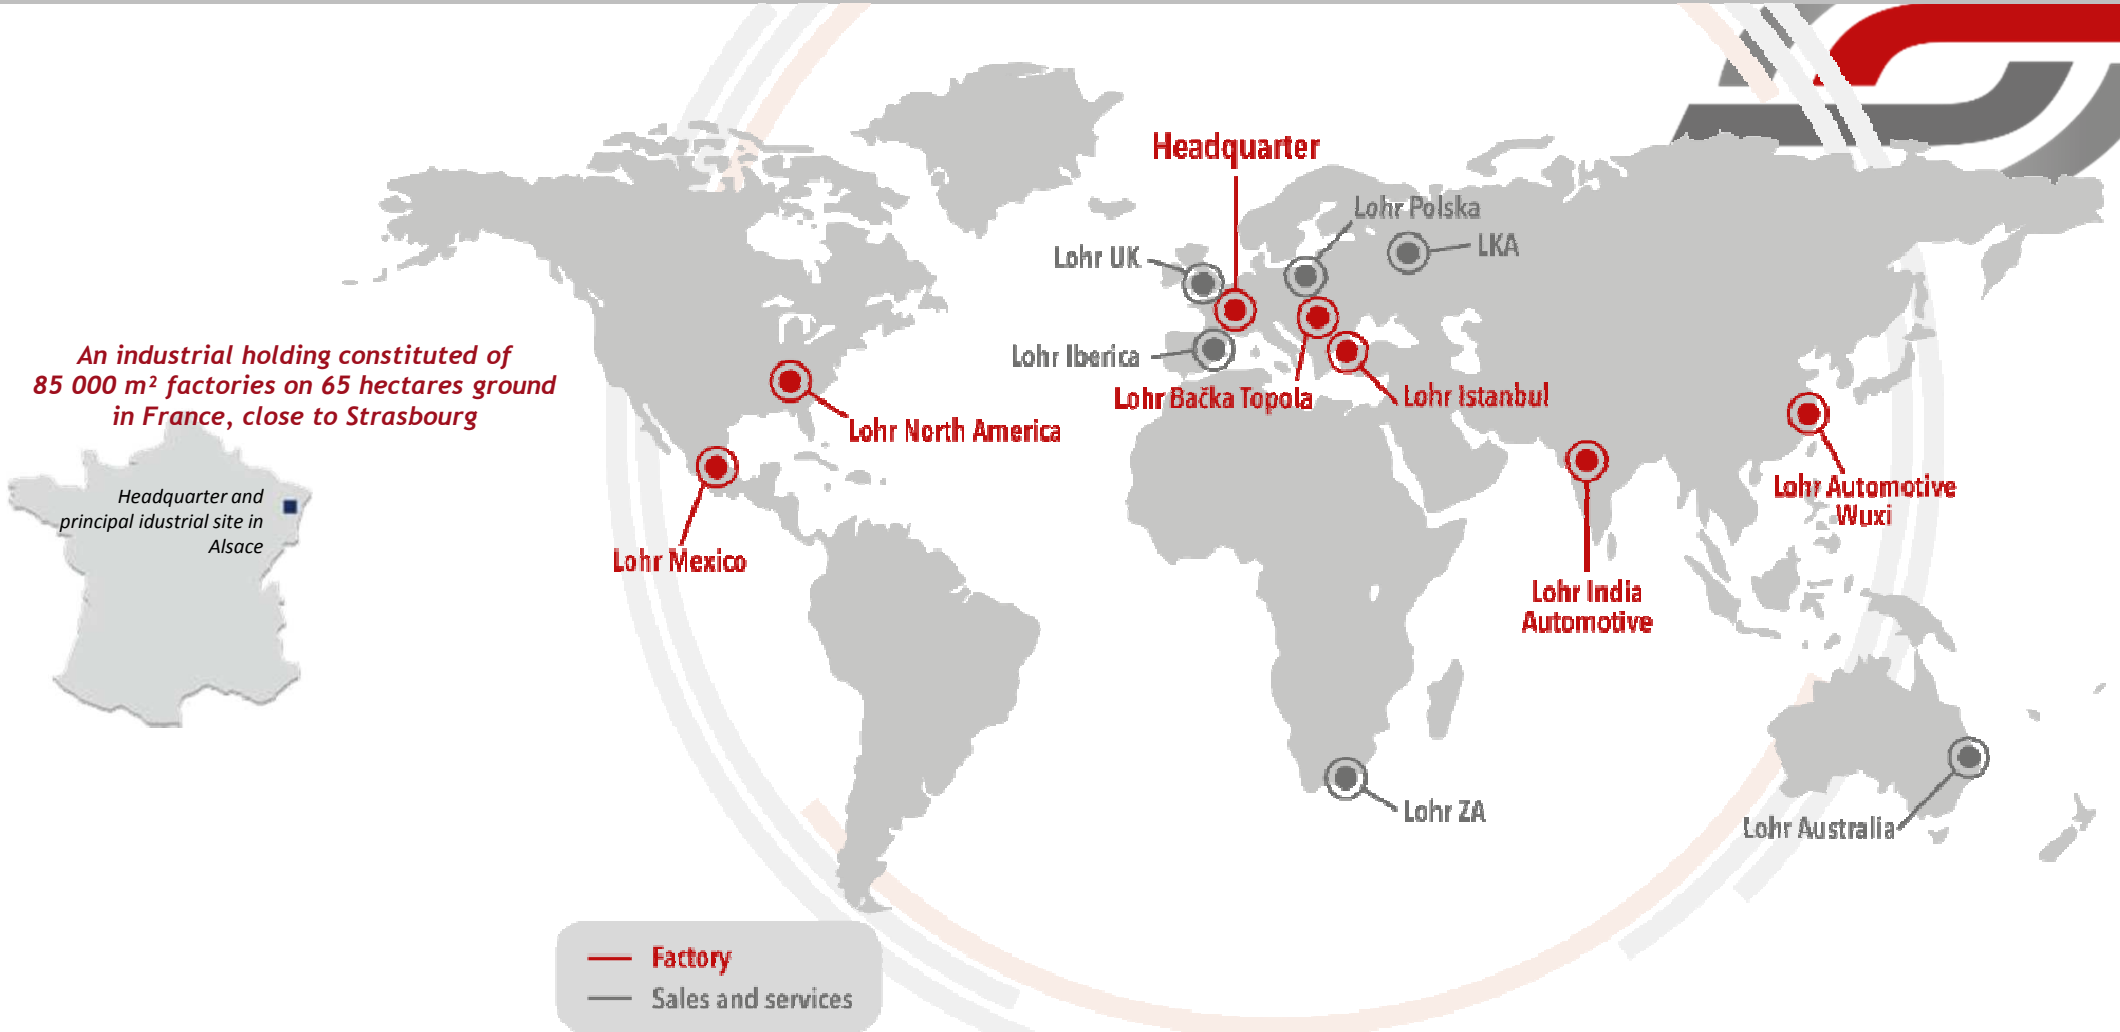 Headquarter
Lohr Polska
LKA
Lohr UK
Lohr Iberica
Lohr Bačka Topola
Lohr Istanbul
An industrial holding constituted of
85 000 m² factories on 65 hectares ground
in France, close to Strasbourg
Lohr North America
Headquarter and
principal idustrial site in
Alsace
Lohr Mexico
Lohr Automotive
Wuxi
Lohr India
Automotive
Lohr ZA
Lohr Australia
Factory
Sales and services